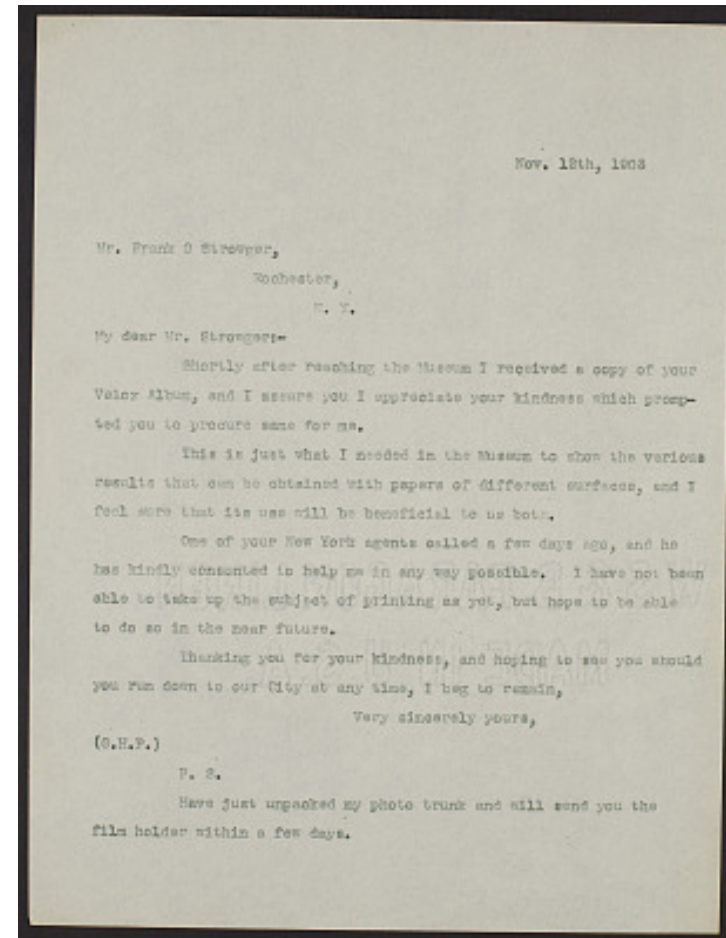 Nov. 12th, 1903
Mr. Frank O Strowger,
Rochester,
N. Y.
My dear Mr. Strowger:-
Shortly after reaching the Museum I received a copy of your
Velox Album, and I assure you I appreciate your kindness which promp-
ted you to procure same for me.
This is just what I needed in the Museum to show the various
results that can be obtained with papers of different surfaces, and I
feel sure that its use will be beneficial to us both.
One of your New York agents called a few days ago, and he
has kindly consented to help me in any way possible. I have not been
able to take up the subject of printing as yet, but hope to be able
to do so in the near future.
Thanking you for your kindness, and hoping to see you should
you run down to our City at any time, I beg to remain,
Very sincerely yours,
(G.H.P.)
P. S.
Have just unpacked my photo trunk and will send you the
film holder within a few days.